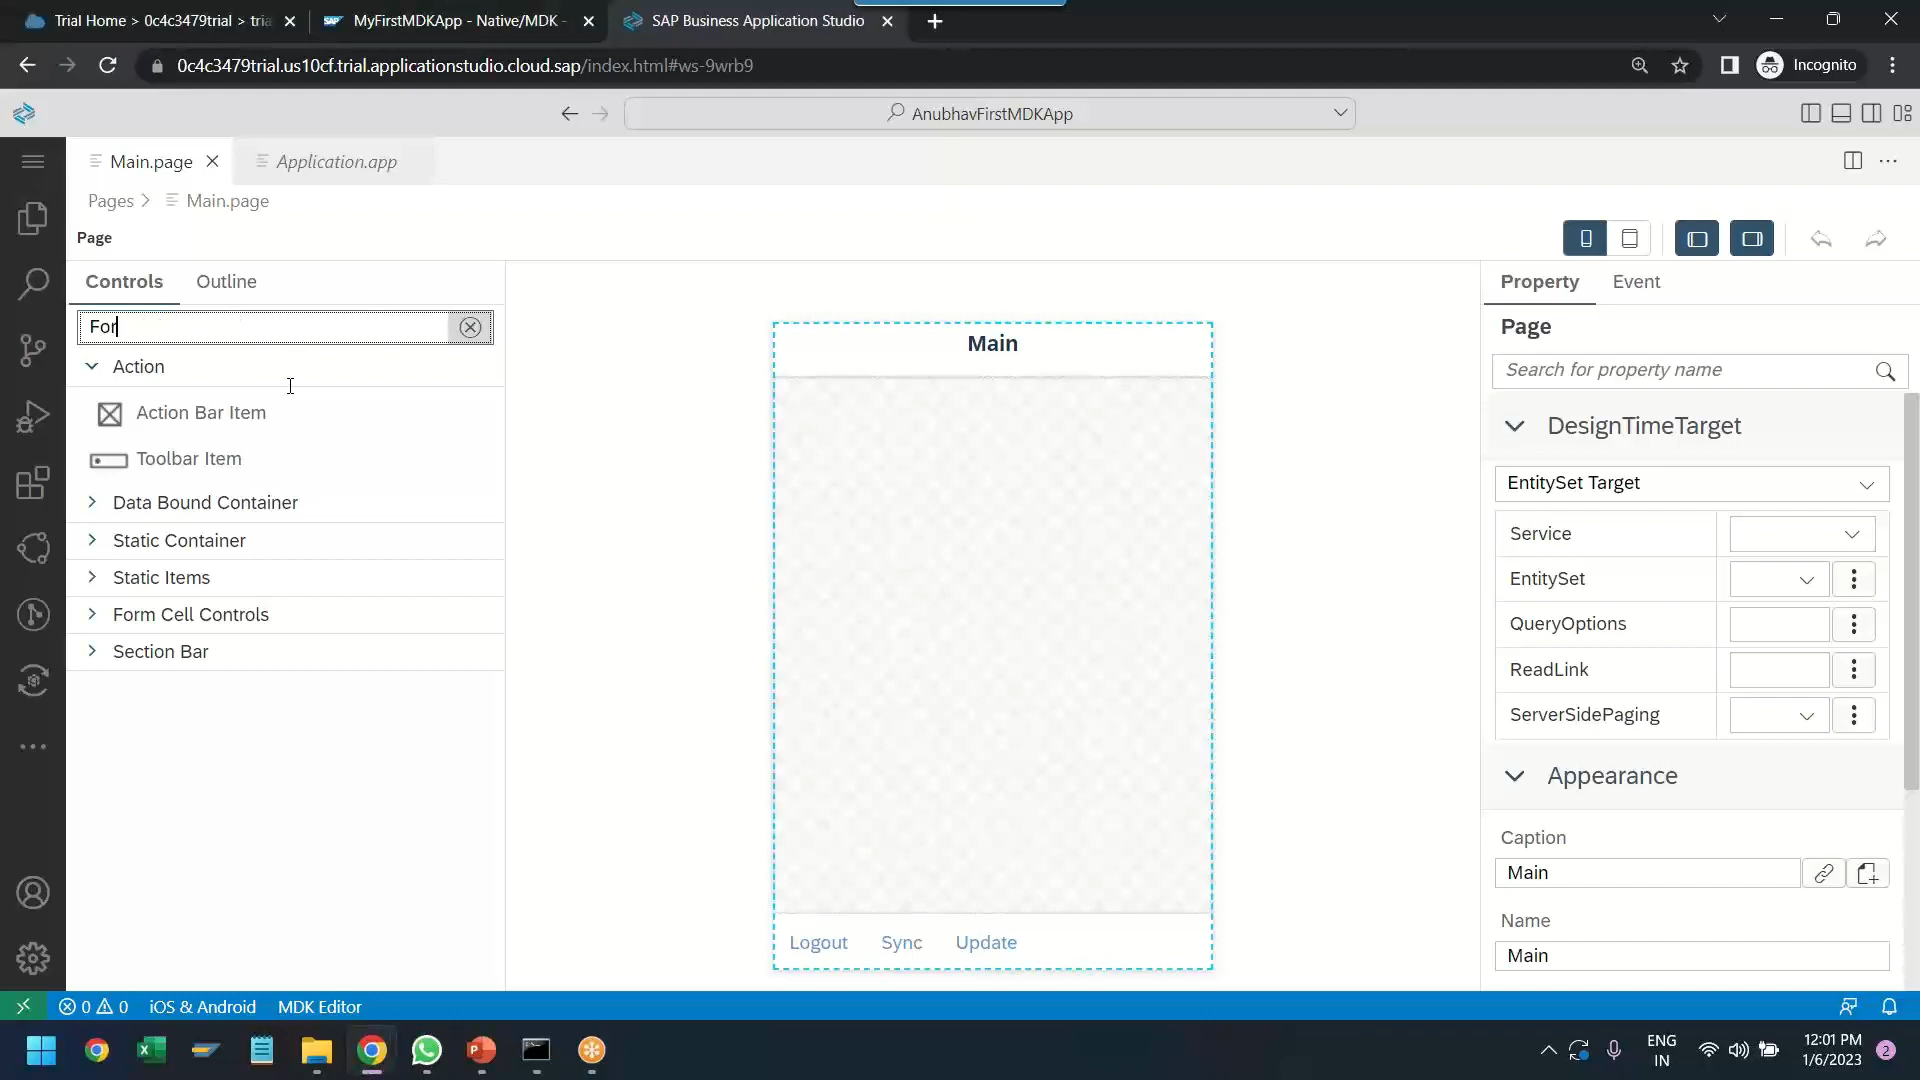 Trial Home > 0c4c3479trial > tria
MyFirstMDKApp - Native/MDK -
SAP Business Application Studio
0c4c3479trial.us10cf.trial.applicationstudio.cloud.sap/index.html#ws-9wrb9
Incognito
AnubhavFirstMDKApp
Main.page
Application.app
Pages > Main.page
Page
Controls
Outline
For
Action
Action Bar Item
Toolbar Item
Data Bound Container
Static Container
Static Items
Form Cell Controls
Section Bar
Main
Logout
Sync
Update
Property
Event
Page
Search for property name
DesignTimeTarget
EntitySet Target
Service
EntitySet
QueryOptions
ReadLink
ServerSidePaging
Appearance
Caption
Main
Name
Main
0 0
iOS & Android
MDK Editor
ENG
IN
12:01 PM
1/6/2023
2